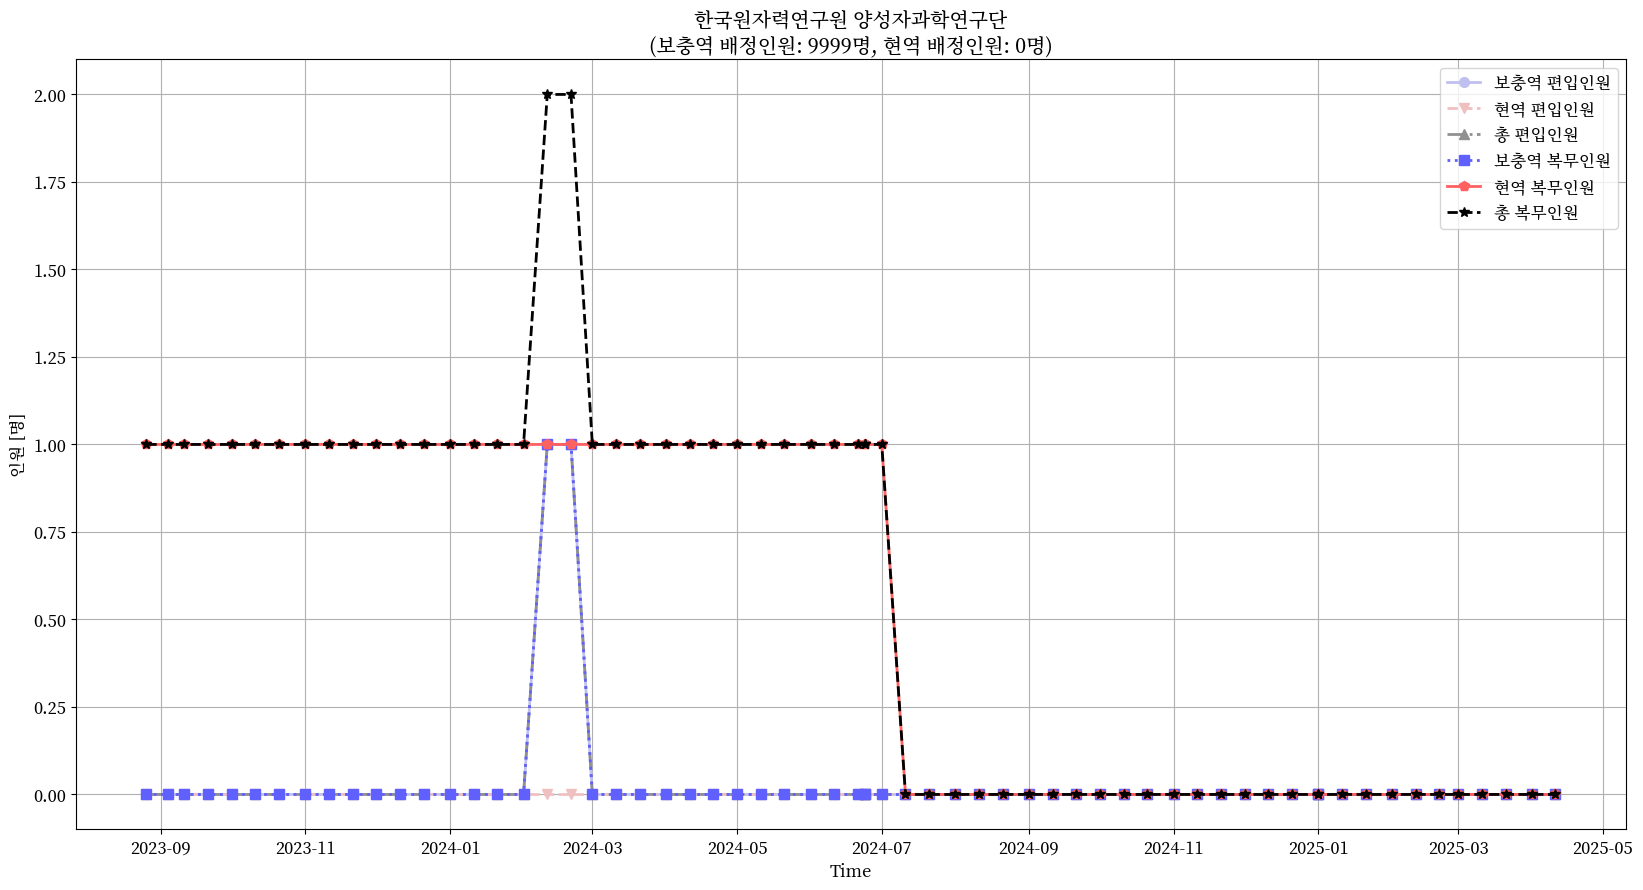 한국원자력연구원 양성자과학연구단
(보충역 배정인원: 9999명, 현역 배정인원: 0명)
보충역 편입인원
현역 편입인원
총 편입인원
보충역 복무인원
현역 복무인원
총 복무인원
인원 [명]
2.00
1.75
1.50
1.25
1.00
0.75
0.50
0.25
0.00
2023-09 2023-11 2024-01 2024-03 2024-05 2024-07 2024-09 2024-11 2025-01 2025-03 2025-05
Time